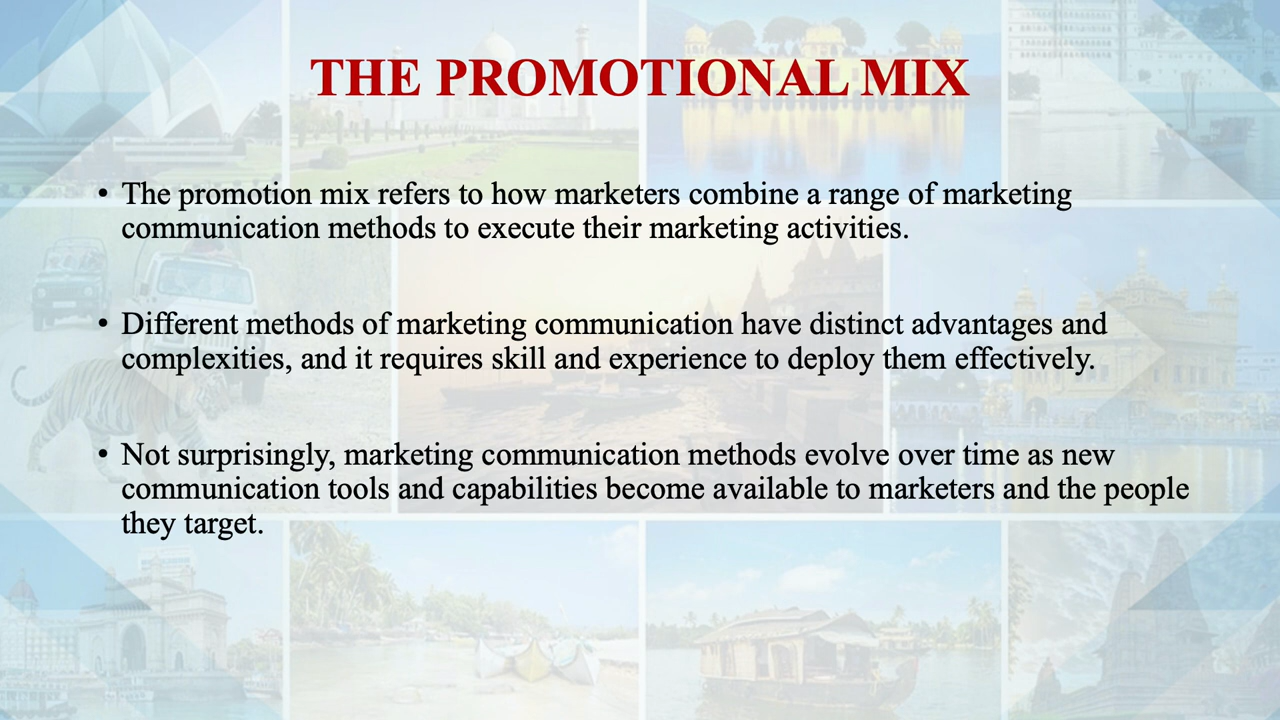 THE PROMOTIONAL MIX
• The promotion mix refers to how marketers combine a range of marketing
communication methods to execute their marketing activities.
• Different methods of marketing communication have distinct advantages and
complexities, and it requires skill and experience to deploy them effectively.
• Not surprisingly, marketing communication methods evolve over time as new
communication tools and capabilities become available to marketers and the people
they target.